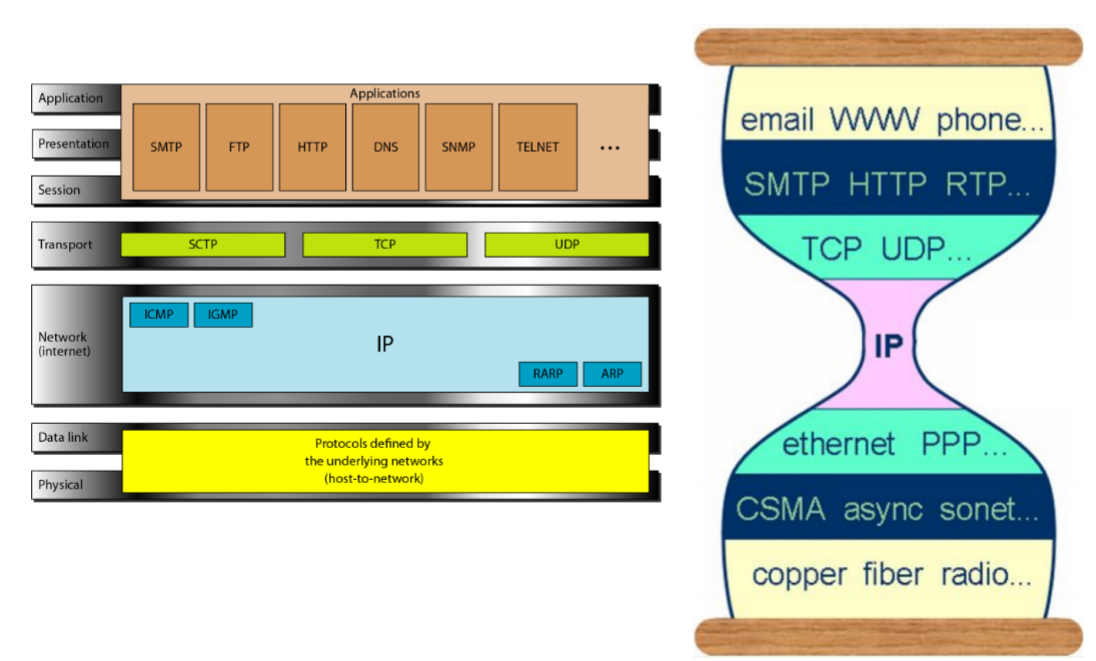 Application
Applications
Presentation
SMTP
FTP
HTTP
DNS
SNMP
TELNET
...
Session
Transport
SCTP
TCP
UDP
Network
(internet)
ICMP
IGMP
IP
RARP
ARP
Data link
Protocols defined by
the underlying networks
(host-to-network)
Physical
email WWW phone...
SMTP HTTP RTP...
TCP UDP...
IP
ethernet PPP...
CSMA async sonet...
copper fiber radio...